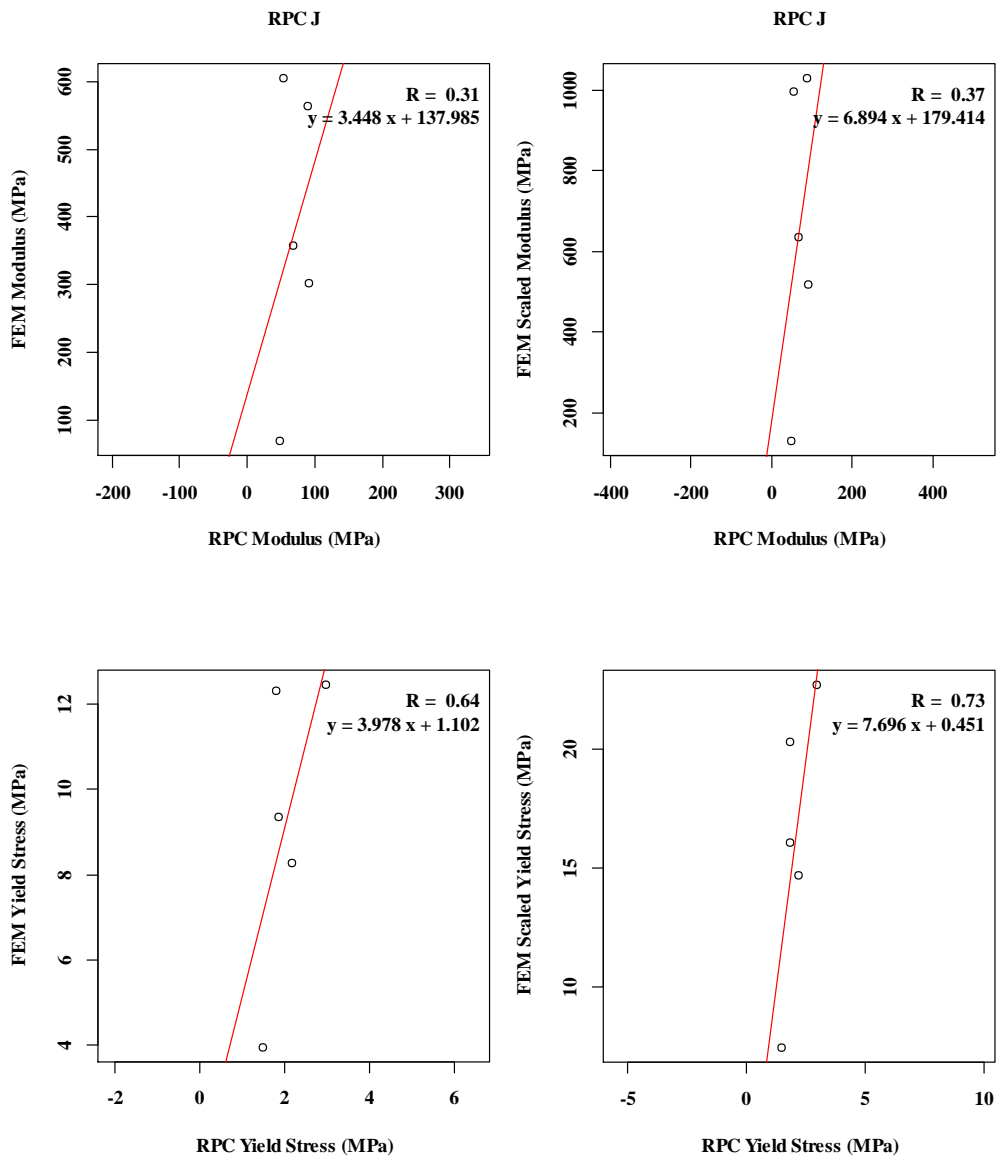 RPC J
FEM Modulus (MPa)
600
500
400
300
200
100
R = 0.31
y = 3.448 x + 137.985
-200 -100 0 100 200 300
RPC Modulus (MPa)
RPC J
FEM Scaled Modulus (MPa)
1000
800
600
400
200
R = 0.37
y = 6.894 x + 179.414
-400 -200 0 200 400
RPC Modulus (MPa)
FEM Yield Stress (MPa)
12
10
8
6
4
R = 0.64
y = 3.978 x + 1.102
-2 0 2 4 6
RPC Yield Stress (MPa)
FEM Scaled Yield Stress (MPa)
20
15
10
R = 0.73
y = 7.696 x + 0.451
-5 0 5 10
RPC Yield Stress (MPa)